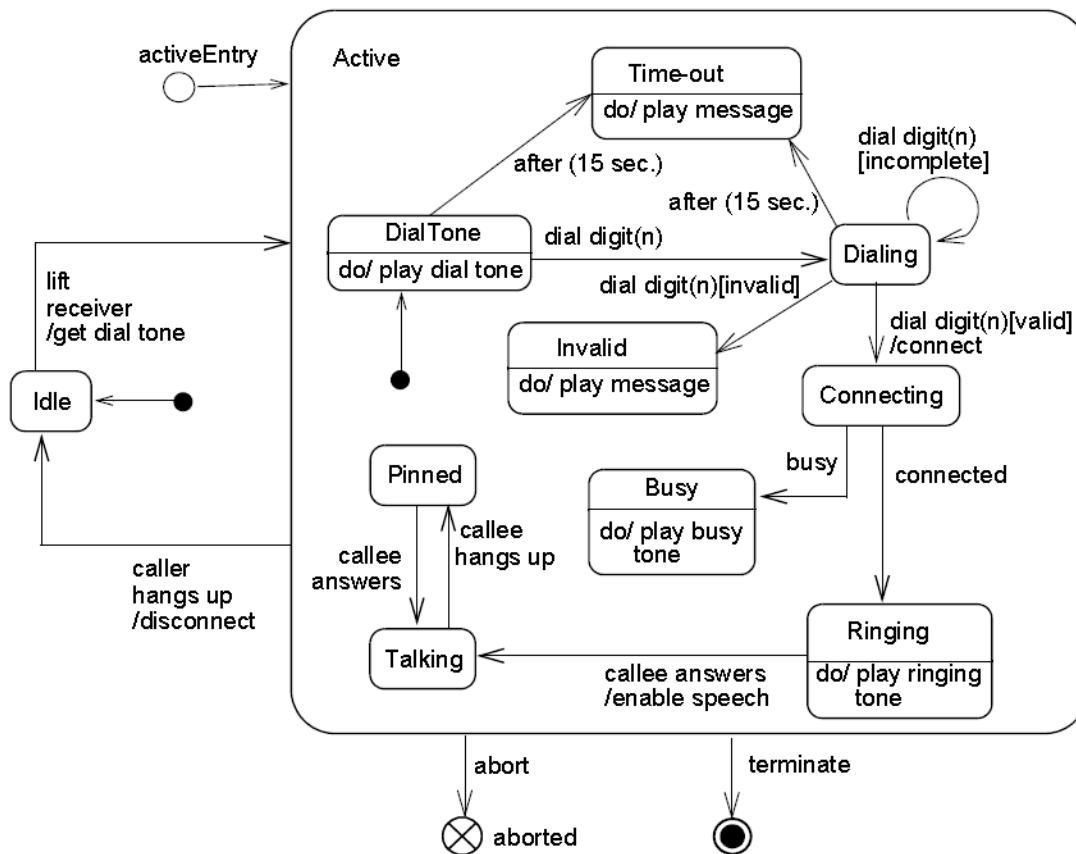 activeEntry
Active
Time-out
do/ play message
dial digit(n)
[incomplete]
after (15 sec.)
after (15 sec.)
DialTone
do/ play dial tone
dial digit(n)
Dialing
lift
receiver
/get dial tone
dial digit(n)[invalid]
dial digit(n)[valid]
/connect
Invalid
do/ play message
Idle
Connecting
Pinned
busy
connected
Busy
do/ play busy
tone
callee
hangs up
callee
answers
caller
hangs up
/disconnect
Talking
Ringing
do/ play ringing
tone
callee answers
/enable speech
abort
terminate
aborted